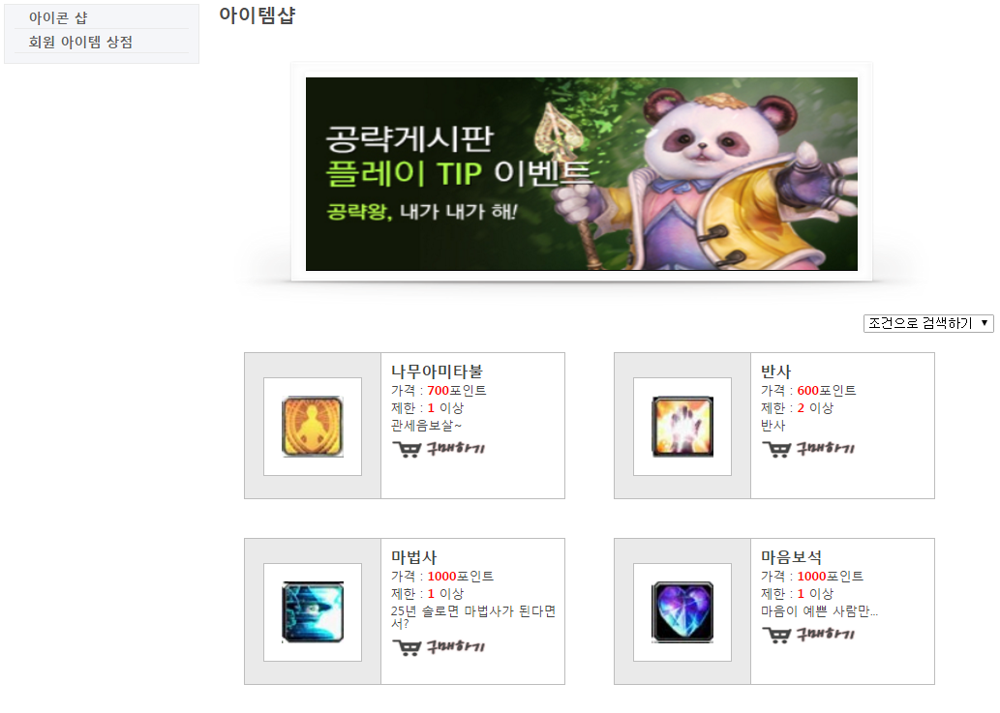 아이콘 샵
회원 아이템 상점
아이템샵
공략게시판
플레이 TIP 이벤트
공략왕, 내가 내가 해!
조건으로 검색하기
나무아미타불
가격 : 700포인트
제한 : 1 이상
관세음보살~
구매하기
반사
가격 : 600포인트
제한 : 2 이상
반사
구매하기
마법사
가격 : 1000포인트
제한 : 1 이상
25년 솔로면 마법사가 된다면
서?
구매하기
마음보석
가격 : 1000포인트
제한 : 1 이상
마음이 예쁜 사람만...
구매하기